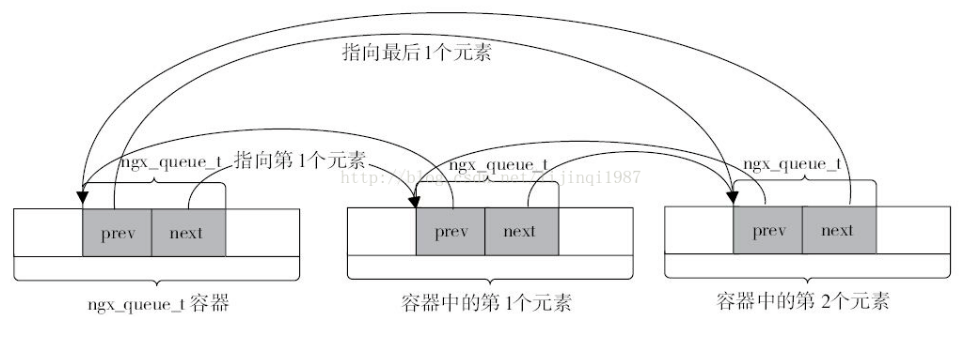 指向最后1个元素
ngx_queue_t
指向第1个元素
ngx_queue_t
ngx_queue_t
http://blog.csdn.net/lijinqi1987
prev
next
prev
next
prev
next
ngx_queue_t 容器
容器中的第1个元素
容器中的第 2个元素